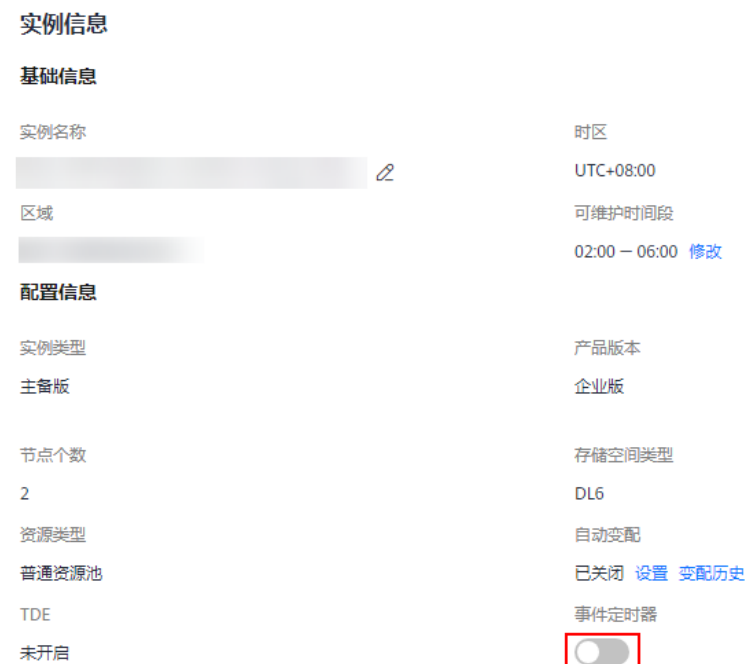 实例信息
基础信息
实例名称
时区
UTC+08:00
区域
可维护时间段
02:00 — 06:00 修改
配置信息
实例类型
产品版本
主备版
企业版
节点个数
存储空间类型
2
DL6
资源类型
自动变配
普通资源池
已关闭 设置 变配历史
TDE
事件定时器
未开启